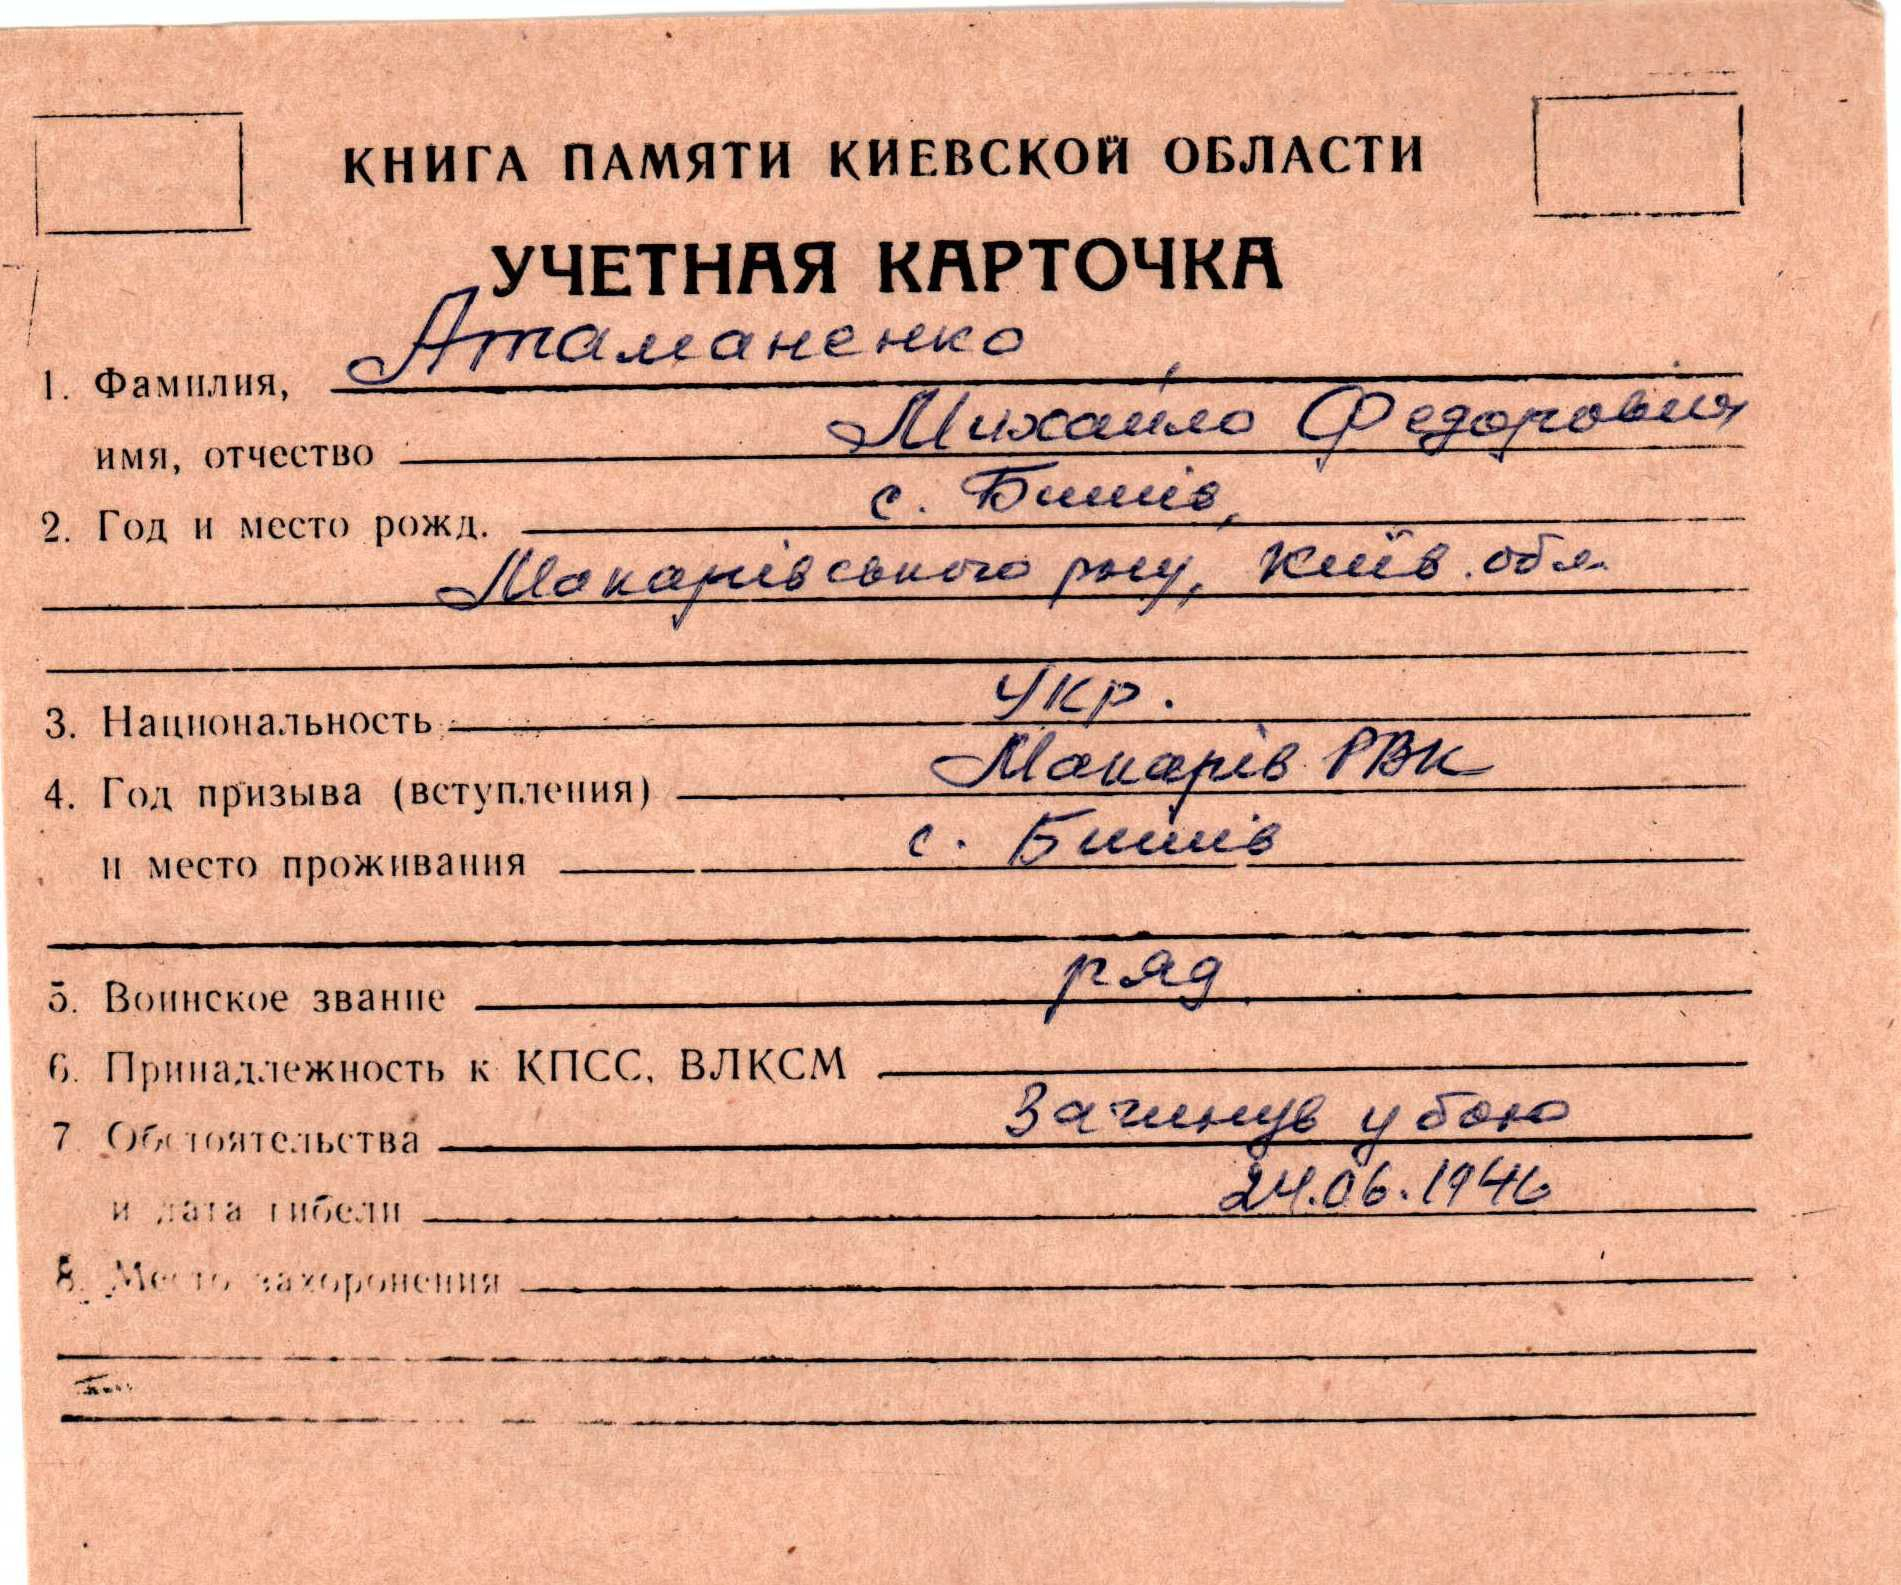 КНИГА ПАМЯТИ КИЕВСКОЙ ОБЛАСТИ
УЧЕТНАЯ КАРТОЧКА
1. Фамилия, Атаманенко
имя, отчество Михайло Федорович
2. Год и место рожд. с. Бишів,
Макарівського р-ну, Київ. обл.
3. Национальность Укр.
4. Год призыва (вступления) Макарів РВК
и место проживания с. Бишів
5. Воинское звание ряд.
6. Принадлежность к КПСС, ВЛКСМ
7. Обстоятельства Загинув у бою
и дата гибели 24.06.1946
8. Место захоронения